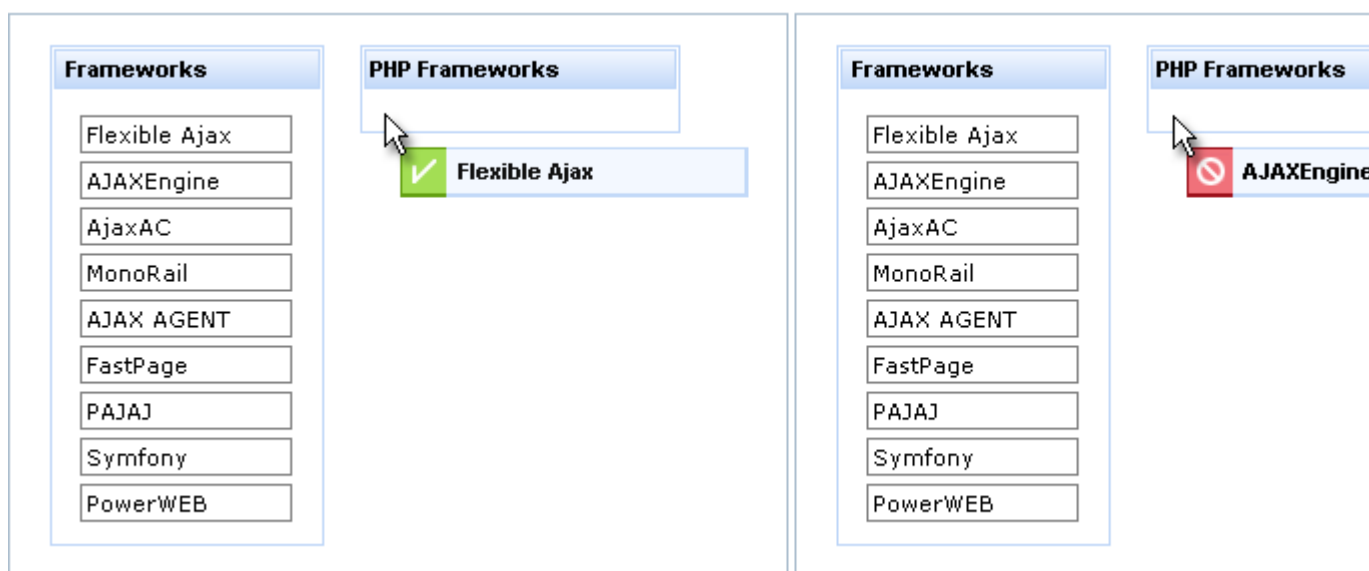 Frameworks
PHP Frameworks
Flexible Ajax
AJAXEngine
AjaxAC
MonoRail
AJAX AGENT
FastPage
PAJAJ
Symfony
PowerWEB
Flexible Ajax
Frameworks
PHP Frameworks
Flexible Ajax
AJAXEngine
AjaxAC
MonoRail
AJAX AGENT
FastPage
PAJAJ
Symfony
PowerWEB
AJAXEngine